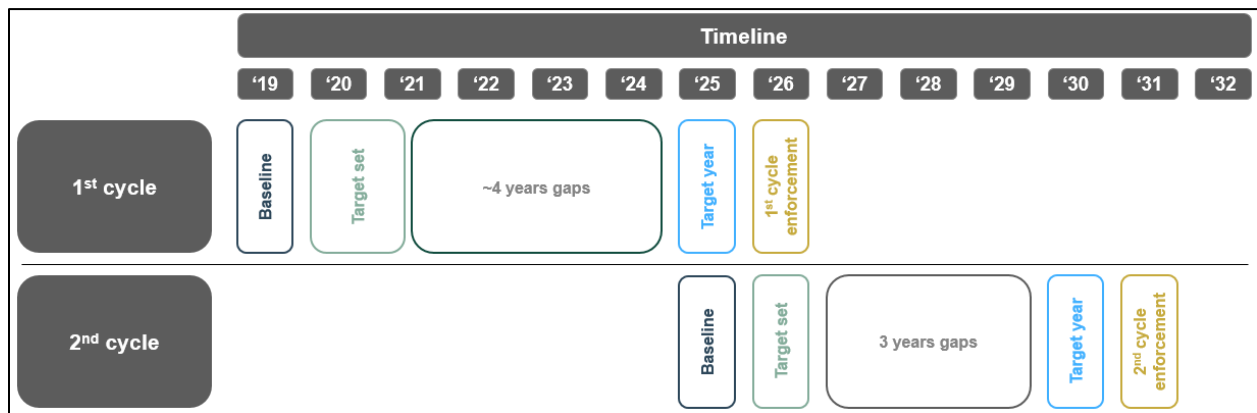 Timeline
‘19 ‘20 ‘21 ‘22 ‘23 ‘24 ‘25 ‘26 ‘27 ‘28 ‘29 ‘30 ‘31 ‘32
1st cycle
Baseline
Target set
~4 years gaps
Target year
1st cycle
enforcement
2nd cycle
Baseline
Target set
3 years gaps
Target year
2nd cycle
enforcement